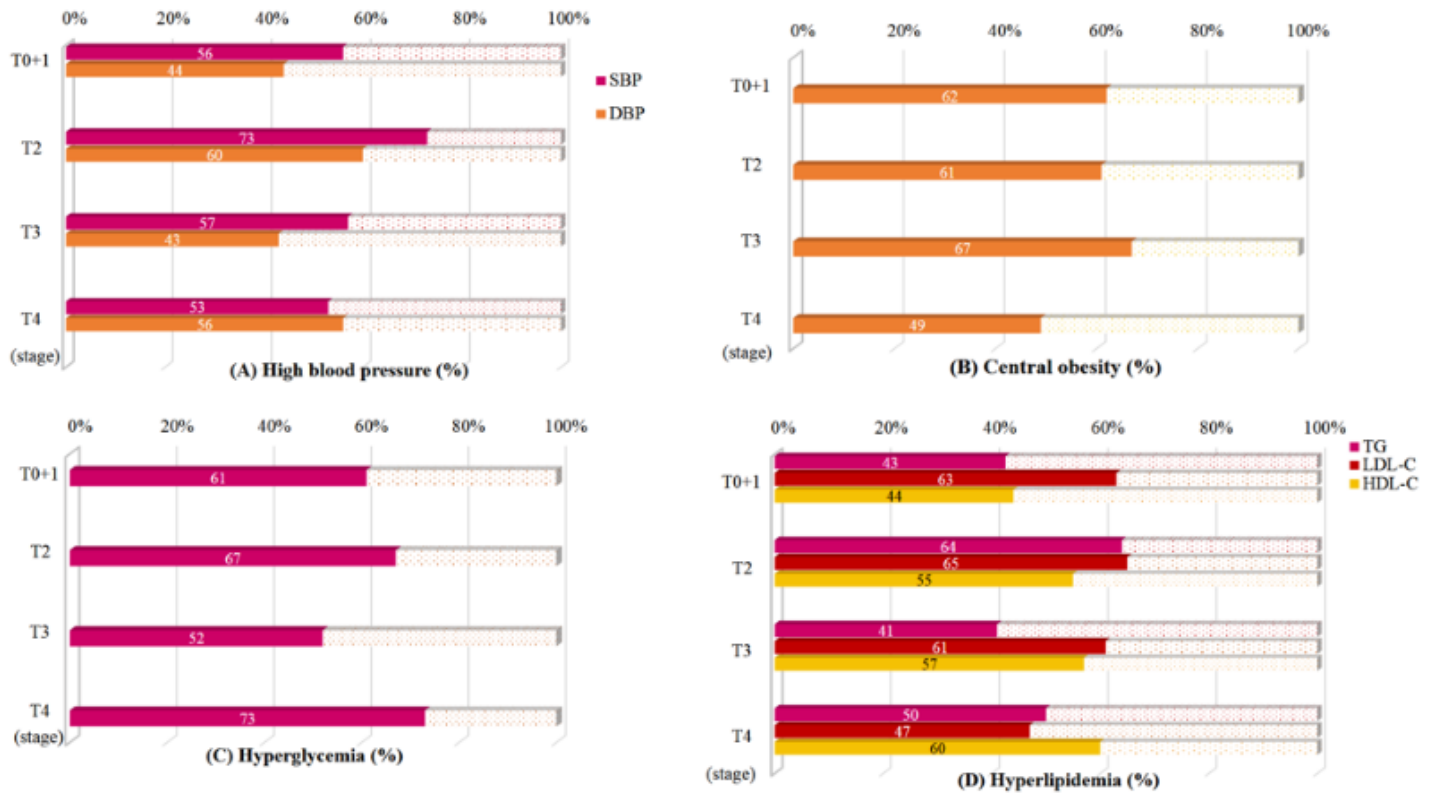 0% 20% 40% 60% 80% 100%
T0+1
56
44
SBP
DBP
T2
73
60
T3
57
43
T4
53
56
(stage)
(A) High blood pressure (%)
0% 20% 40% 60% 80% 100%
T0+1
62
T2
61
T3
67
T4
49
(stage)
(B) Central obesity (%)
0% 20% 40% 60% 80% 100%
T0+1
61
T2
67
T3
52
T4
73
(stage)
(C) Hyperglycemia (%)
0% 20% 40% 60% 80% 100%
TG
LDL-C
HDL-C
T0+1
43
63
44
T2
64
65
55
T3
41
61
57
T4
50
47
60
(stage)
(D) Hyperlipidemia (%)